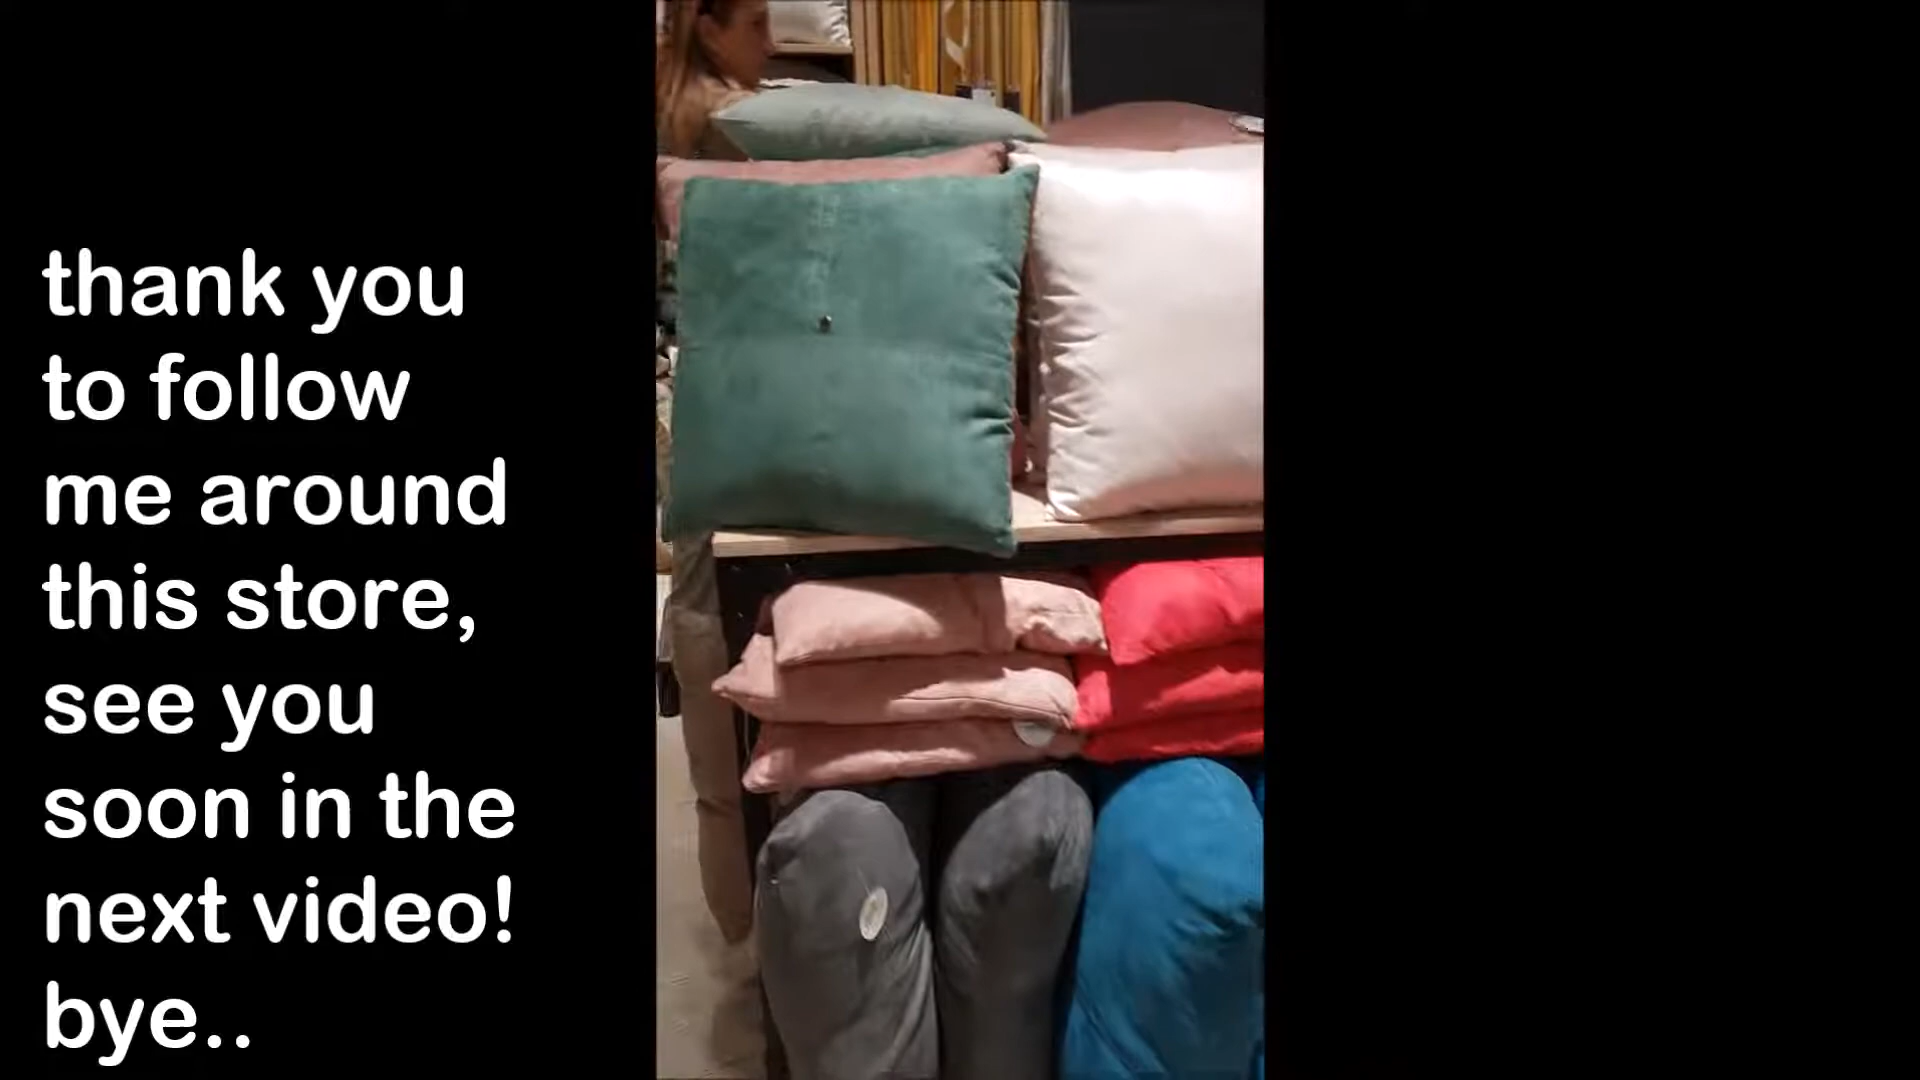 thank you
to follow
me around
this store,
see you
soon in the
next video!
bye..